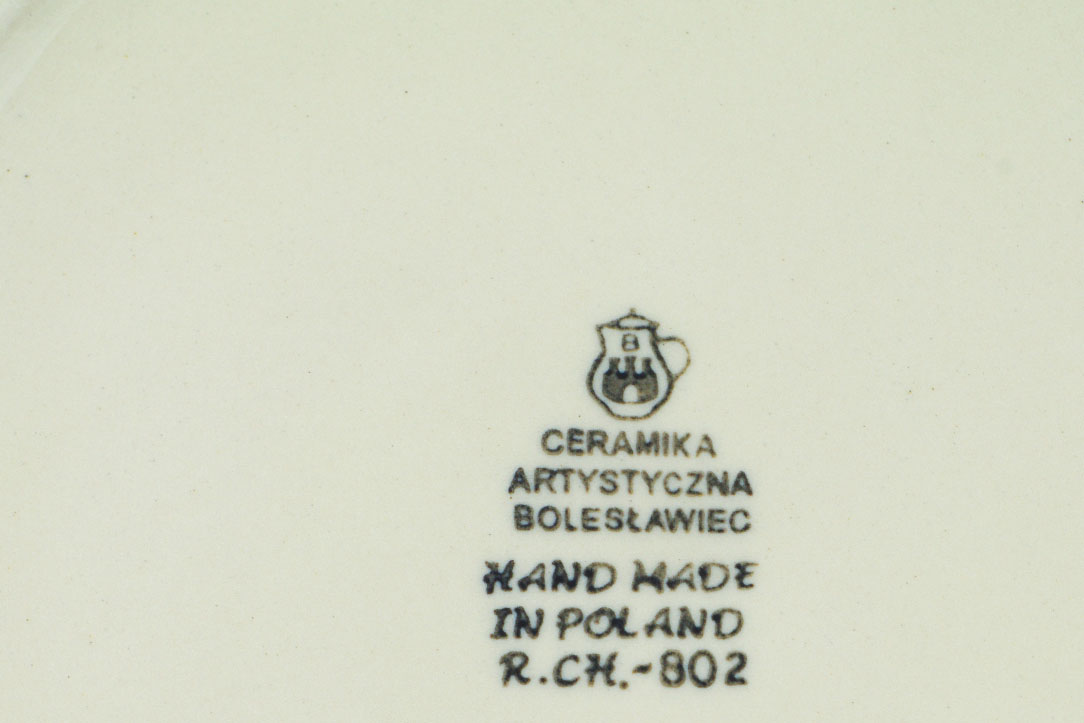 B
CERAMIKA
ARTYSTYCZNA
BOLESŁAWIEC
HAND MADE
IN POLAND
R.CH.-802